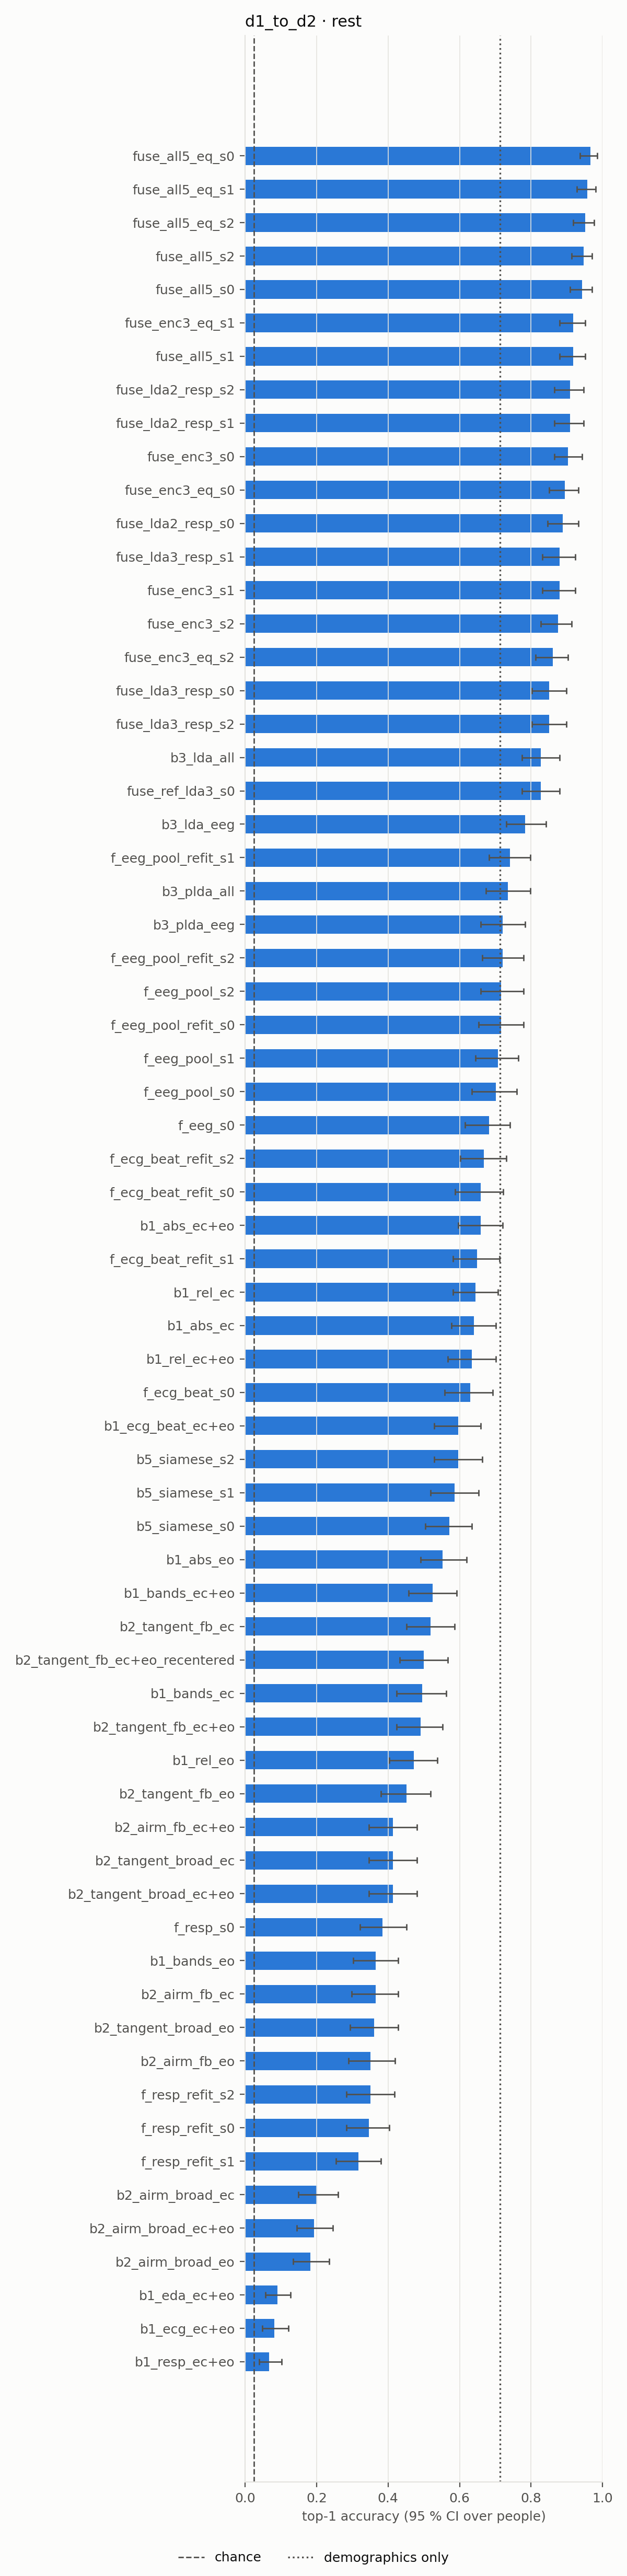 d1_to_d2 · rest
fuse_all5_eq_s0
fuse_all5_eq_s1
fuse_all5_eq_s2
fuse_all5_s2
fuse_all5_s0
fuse_enc3_eq_s1
fuse_all5_s1
fuse_lda2_resp_s2
fuse_lda2_resp_s1
fuse_enc3_s0
fuse_enc3_eq_s0
fuse_lda2_resp_s0
fuse_lda3_resp_s1
fuse_enc3_s1
fuse_enc3_s2
fuse_enc3_eq_s2
fuse_lda3_resp_s0
fuse_lda3_resp_s2
b3_lda_all
fuse_ref_lda3_s0
b3_lda_eeg
f_eeg_pool_refit_s1
b3_plda_all
b3_plda_eeg
f_eeg_pool_refit_s2
f_eeg_pool_s2
f_eeg_pool_refit_s0
f_eeg_pool_s1
f_eeg_pool_s0
f_eeg_s0
f_ecg_beat_refit_s2
f_ecg_beat_refit_s0
b1_abs_ec+eo
f_ecg_beat_refit_s1
b1_rel_ec
b1_abs_ec
b1_rel_ec+eo
f_ecg_beat_s0
b1_ecg_beat_ec+eo
b5_siamese_s2
b5_siamese_s1
b5_siamese_s0
b1_abs_eo
b1_bands_ec+eo
b2_tangent_fb_ec
b2_tangent_fb_ec+eo_recentered
b1_bands_ec
b2_tangent_fb_ec+eo
b1_rel_eo
b2_tangent_fb_eo
b2_airm_fb_ec+eo
b2_tangent_broad_ec
b2_tangent_broad_ec+eo
f_resp_s0
b1_bands_eo
b2_airm_fb_ec
b2_tangent_broad_eo
b2_airm_fb_eo
f_resp_refit_s2
f_resp_refit_s0
f_resp_refit_s1
b2_airm_broad_ec
b2_airm_broad_ec+eo
b2_airm_broad_eo
b1_eda_ec+eo
b1_ecg_ec+eo
b1_resp_ec+eo
0.0 0.2 0.4 0.6 0.8 1.0
top-1 accuracy (95 % CI over people)
chance demographics only